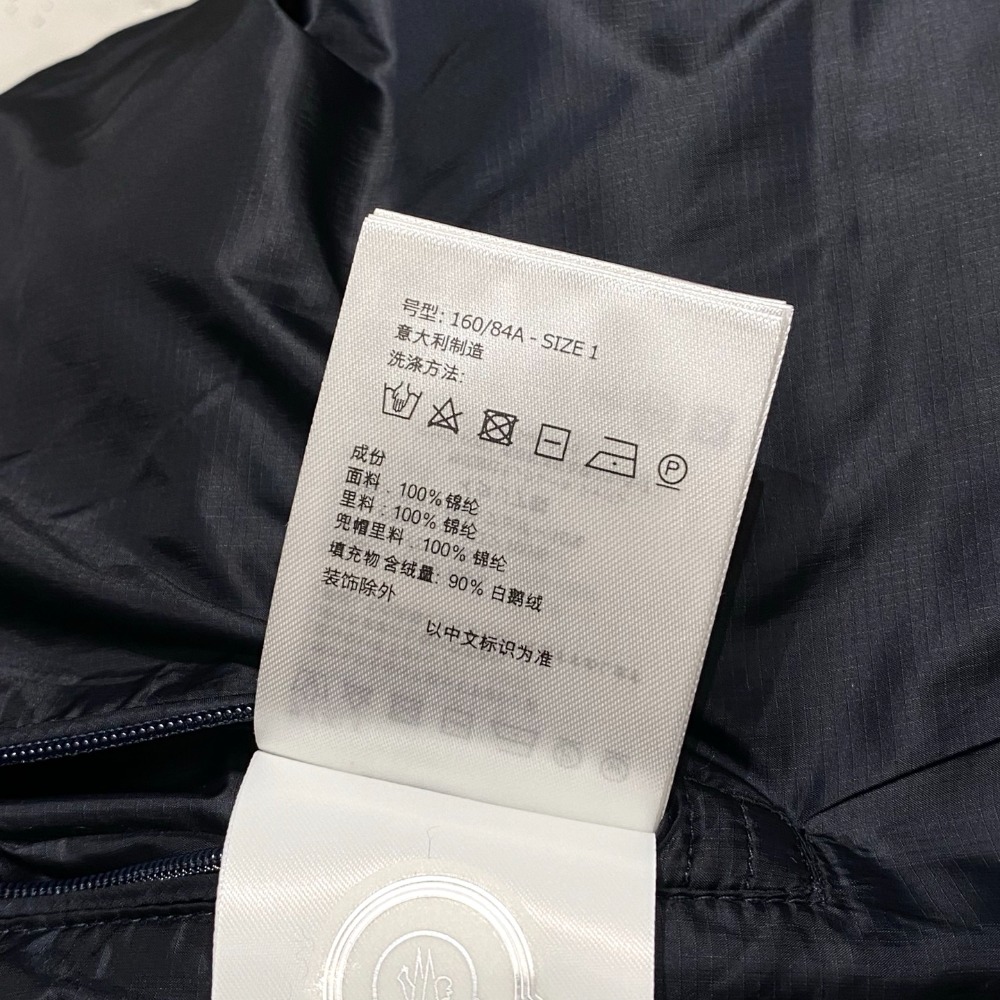 号型: 160/84A - SIZE 1
意大利制造
洗涤方法:
P
成份
面料 : 100% 锦纶
里料 : 100% 锦纶
兜帽里料 : 100% 锦纶
填充物 含绒量: 90% 白鹅绒
装饰除外
以中文标识为准